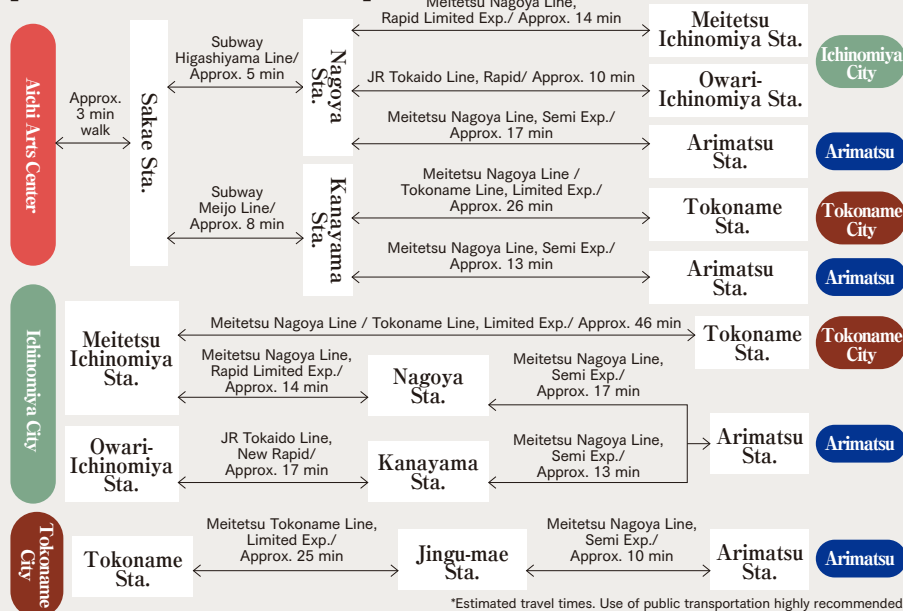 Meitetsu Nagoya Line,
Rapid Limited Exp./ Approx. 14 min
Meitetsu
Ichinomiya Sta.
Ichinomiya
City
Aichi Arts Center
Approx.
3 min
walk
Sakae Sta.
Subway
Higashiyama Line/
Approx. 5 min
Nagoya
Sta.
JR Tokaido Line, Rapid/ Approx. 10 min
Owari-
Ichinomiya Sta.
Meitetsu Nagoya Line, Semi Exp./
Approx. 17 min
Arimatsu
Sta.
Arimatsu
Subway
Meijo Line/
Approx. 8 min
Kanayama
Sta.
Meitetsu Nagoya Line /
Tokoname Line, Limited Exp./
Approx. 26 min
Tokoname
Sta.
Tokoname
City
Meitetsu Nagoya Line, Semi Exp./
Approx. 13 min
Arimatsu
Sta.
Arimatsu
Ichinomiya City
Meitetsu
Ichinomiya
Sta.
Meitetsu Nagoya Line / Tokoname Line, Limited Exp./ Approx. 46 min
Tokoname
Sta.
Tokoname
City
Meitetsu Nagoya Line,
Rapid Limited Exp./
Approx. 14 min
Nagoya
Sta.
Meitetsu Nagoya Line,
Semi Exp./
Approx. 17 min
Owari-
Ichinomiya
Sta.
JR Tokaido Line,
New Rapid/
Approx. 17 min
Kanayama
Sta.
Meitetsu Nagoya Line,
Semi Exp./
Approx. 13 min
Arimatsu
Sta.
Arimatsu
Tokoname
City
Tokoname
Sta.
Meitetsu Tokoname Line,
Limited Exp./
Approx. 25 min
Jingu-mae
Sta.
Meitetsu Nagoya Line,
Semi Exp./
Approx. 10 min
Arimatsu
Sta.
Arimatsu
*Estimated travel times. Use of public transportation highly recommended